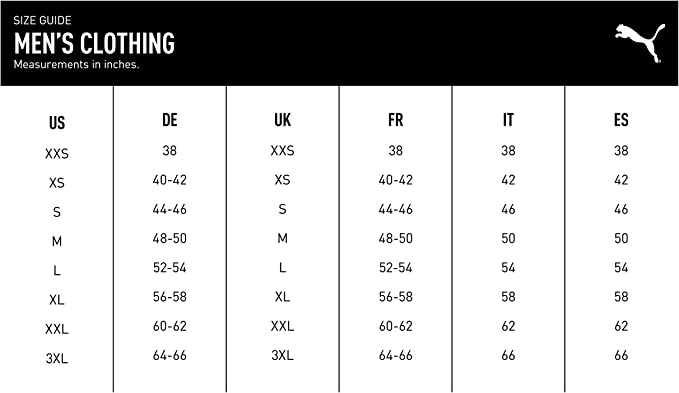 SIZE GUIDE
MEN'S CLOTHING
Measurements in inches.
US DE UK FR IT ES
XXS 38 XXS 38 38 38
XS 40-42 XS 40-42 42 42
S 44-46 S 44-46 46 46
M 48-50 M 48-50 50 50
L 52-54 L 52-54 54 54
XL 56-58 XL 56-58 58 58
XXL 60-62 XXL 60-62 62 62
3XL 64-66 3XL 64-66 66 66